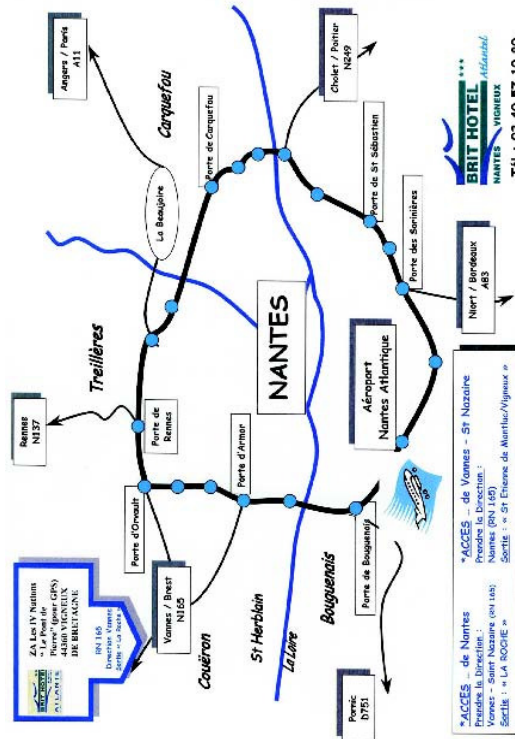 BRIT HOTEL
ATLANTEL
ZA Les IV Nations
" Le Pont de
Pierre" (pour GPS)
44360 VIGNEUX
DE BRETAGNE
RN 165
Direction Vannes
Sortie « La Roche »
Rennes
N137
Angers / Paris
A11
Treillères
Carquefou
La Beaujoire
Porte de Carquefou
Porte de
Rennes
Porte d'Orvault
Porte d'Armor
Vannes / Brest
N165
Couëron
St Herblain
La Loire
NANTES
Cholet / Poitier
N249
Bouguenais
Porte de Bouguenais
Aéroport
Nantes Atlantique
Porte de St Sébastien
Porte des Sorinières
Pornic
D751
Niort / Bordeaux
A83
*ACCES … de Nantes
Prendre la Direction :
Vannes - Saint Nazaire (RN 165)
Sortie : « LA ROCHE »
*ACCES … de Vannes - St Nazaire
Prendre la Direction :
Nantes (RN 165)
Sortie : « St Etienne de Montluc/Vigneux »
BRIT HOTEL ***
Atlantel
NANTES VIGNEUX